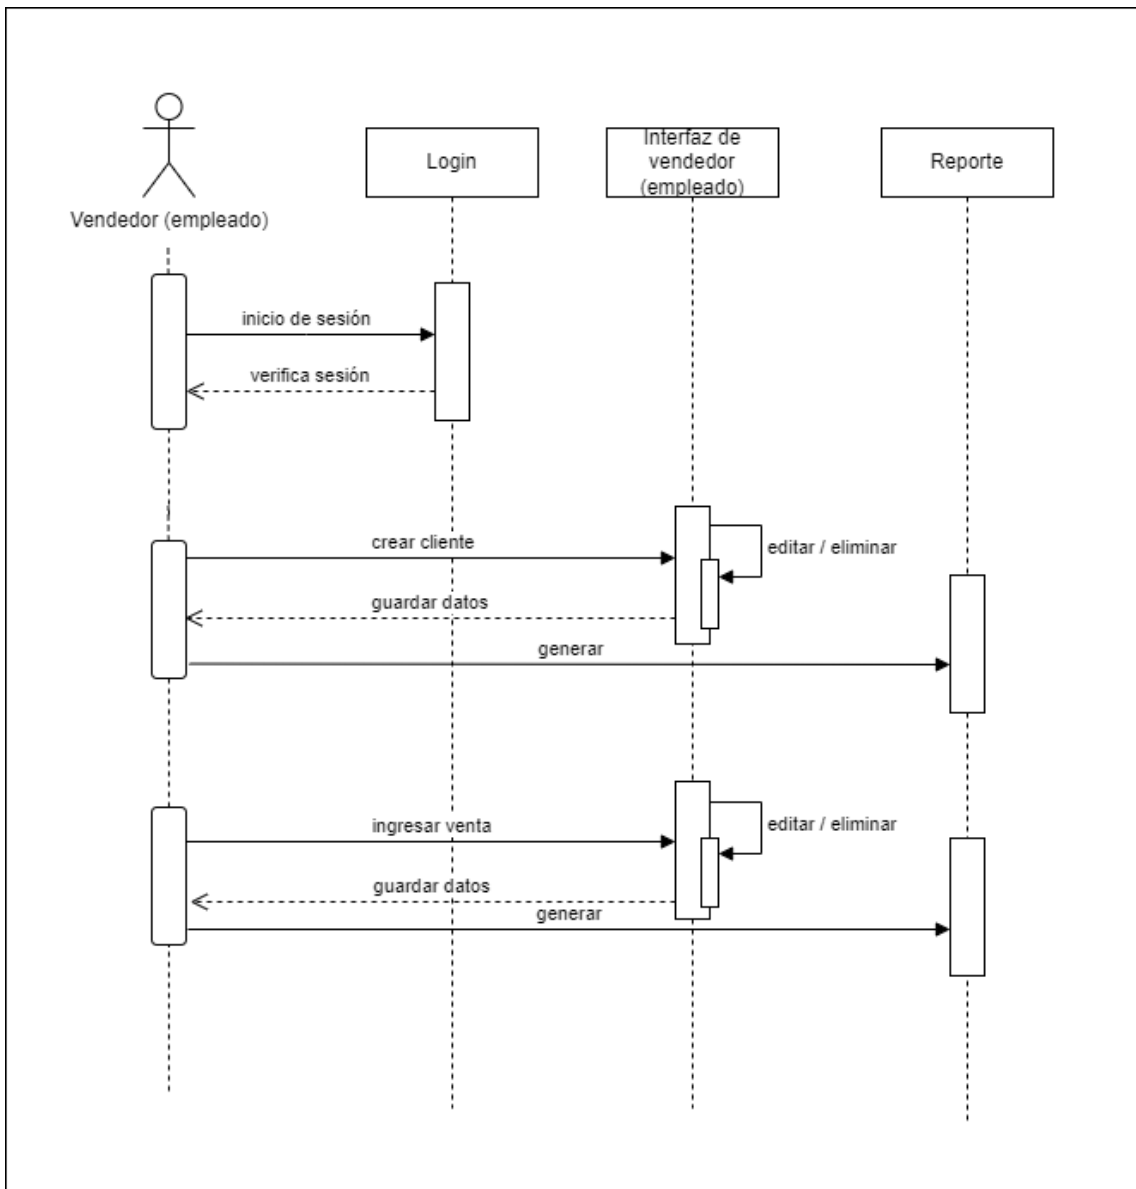 Login
Interfaz de
vendedor
(empleado)
Reporte
Vendedor (empleado)
inicio de sesión
verifica sesión
crear cliente
editar / eliminar
guardar datos
generar
ingresar venta
editar / eliminar
guardar datos
generar